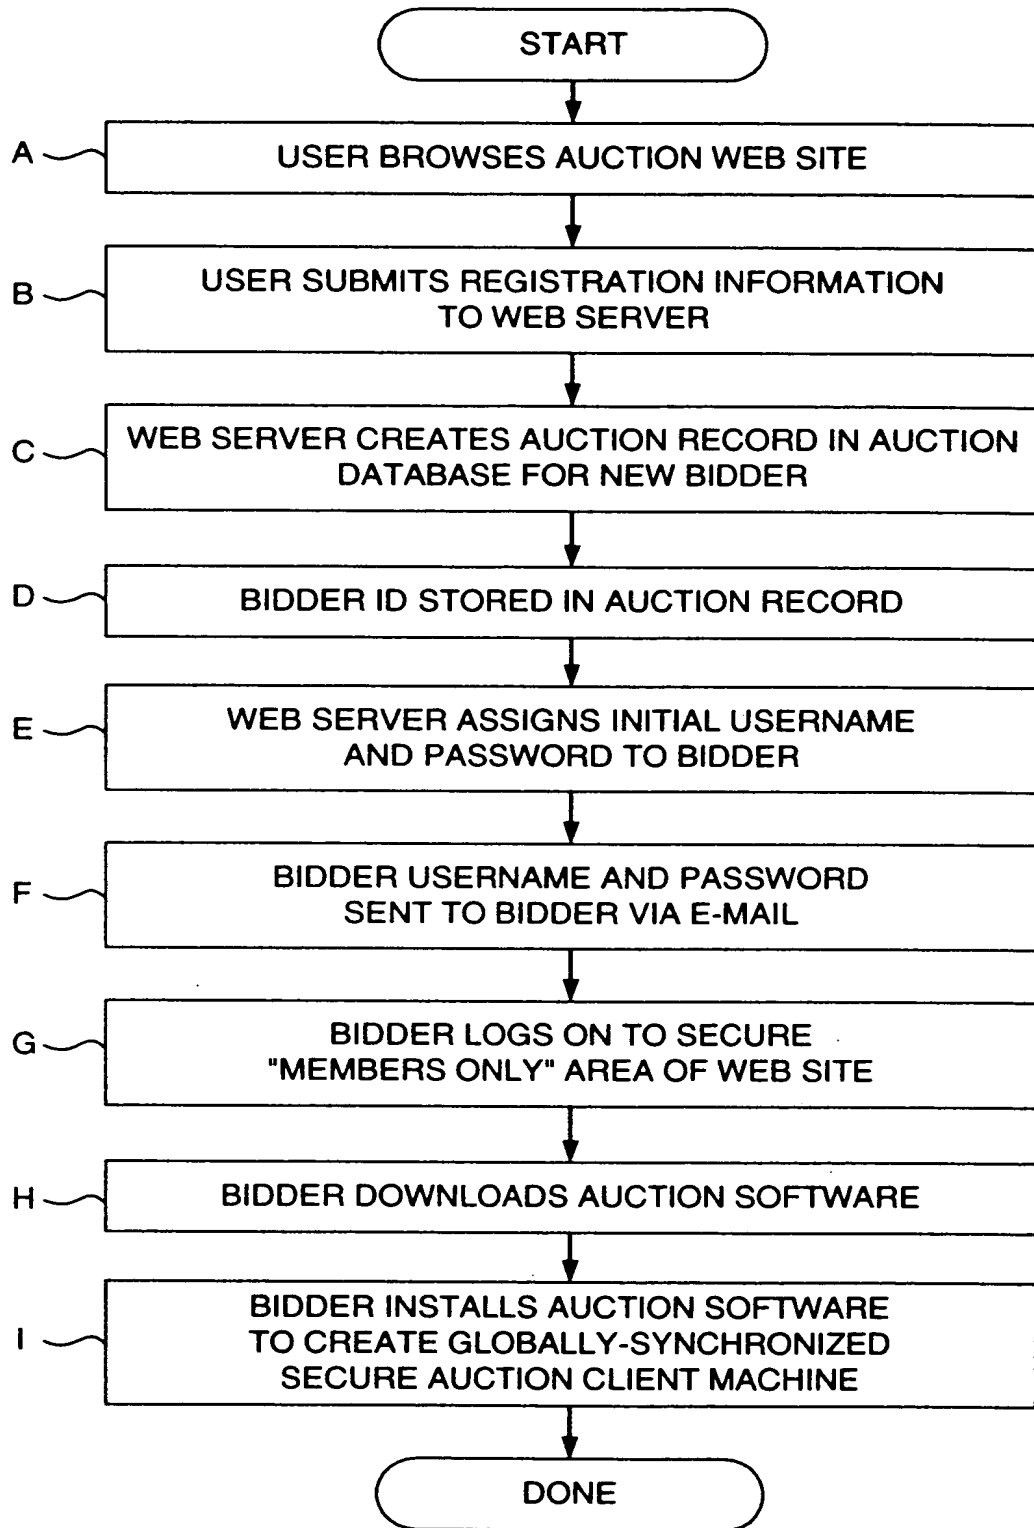 START
A
USER BROWSES AUCTION WEB SITE
B
USER SUBMITS REGISTRATION INFORMATION
TO WEB SERVER
C
WEB SERVER CREATES AUCTION RECORD IN AUCTION
DATABASE FOR NEW BIDDER
D
BIDDER ID STORED IN AUCTION RECORD
E
WEB SERVER ASSIGNS INITIAL USERNAME
AND PASSWORD TO BIDDER
F
BIDDER USERNAME AND PASSWORD
SENT TO BIDDER VIA E-MAIL
G
BIDDER LOGS ON TO SECURE
"MEMBERS ONLY" AREA OF WEB SITE
H
BIDDER DOWNLOADS AUCTION SOFTWARE
I
BIDDER INSTALLS AUCTION SOFTWARE
TO CREATE GLOBALLY-SYNCHRONIZED
SECURE AUCTION CLIENT MACHINE
DONE